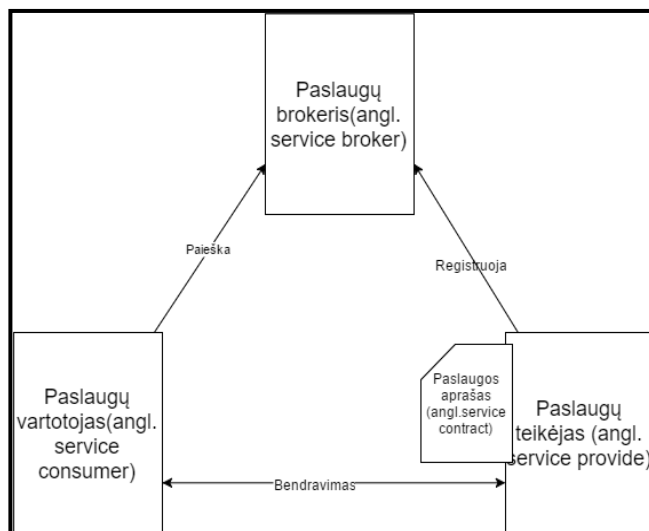 Paslaugų
brokeris(angl.
service broker)
Paieška
Registruoja
Paslaugų
vartotojas(angl.
service
consumer)
Paslaugos
aprašas
(angl.service
contract)
Paslaugų
teikėjas (angl.
service provide)
Bendravimas